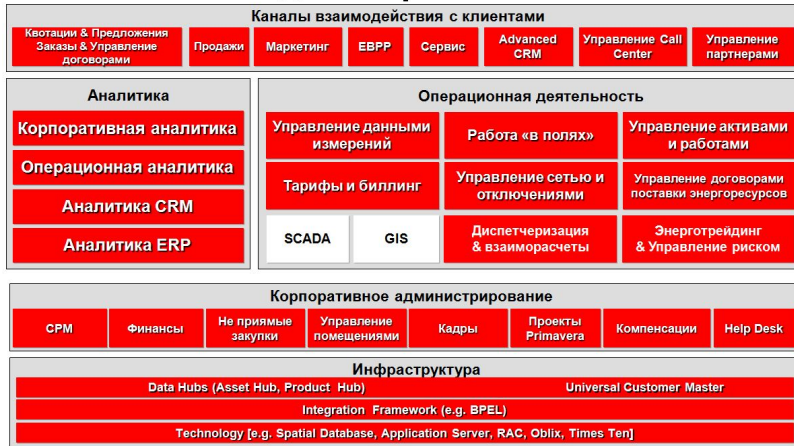 Каналы взаимодействия с клиентами
Квотации & Предложения
Заказы & Управление
договорами
Продажи
Маркетинг
EBPP
Сервис
Advanced
CRM
Управление Call
Center
Управление
партнерами
Аналитика
Корпоративная аналитика
Операционная аналитика
Аналитика CRM
Аналитика ERP
Операционная деятельность
Управление данными
измерений
Работа «в полях»
Управление активами
и работами
Тарифы и биллинг
Управление сетью и
отключениями
Управление договорами
поставки энергоресурсов
SCADA
GIS
Диспетчеризация
& взаиморасчеты
Энерготрейдинг
& Управление риском
Корпоративное администрирование
CPM
Финансы
Не приямые
закупки
Управление
помещениями
Кадры
Проекты
Primavera
Компенсации
Help Desk
Инфраструктура
Data Hubs (Asset Hub, Product Hub)
Universal Customer Master
Integration Framework (e.g. BPEL)
Technology [e.g. Spatial Database, Application Server, RAC, Oblix, Times Ten]